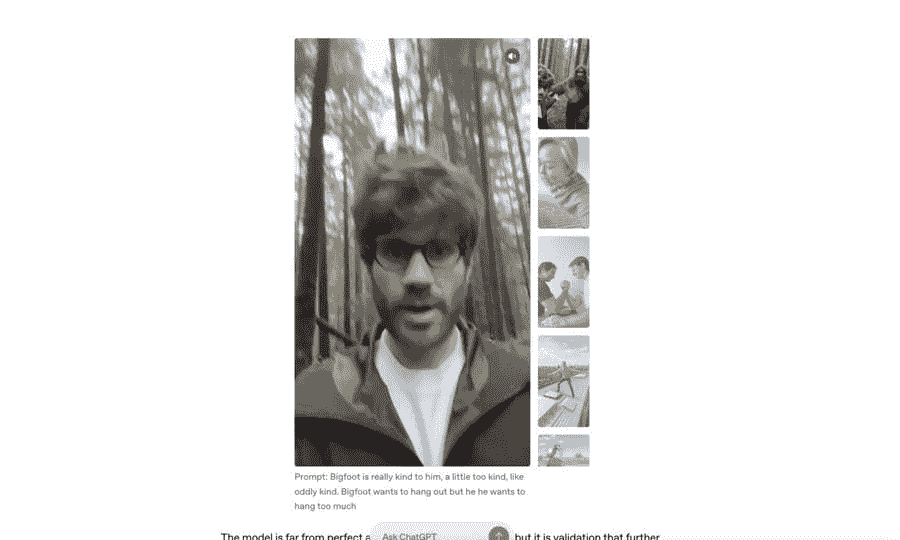 Prompt: Bigfoot is really kind to him, a little too kind, like
oddly kind. Bigfoot wants to hang out but he he wants to
hang too much
The model is far from perfect a
Ask ChatGPT
but it is validation that further